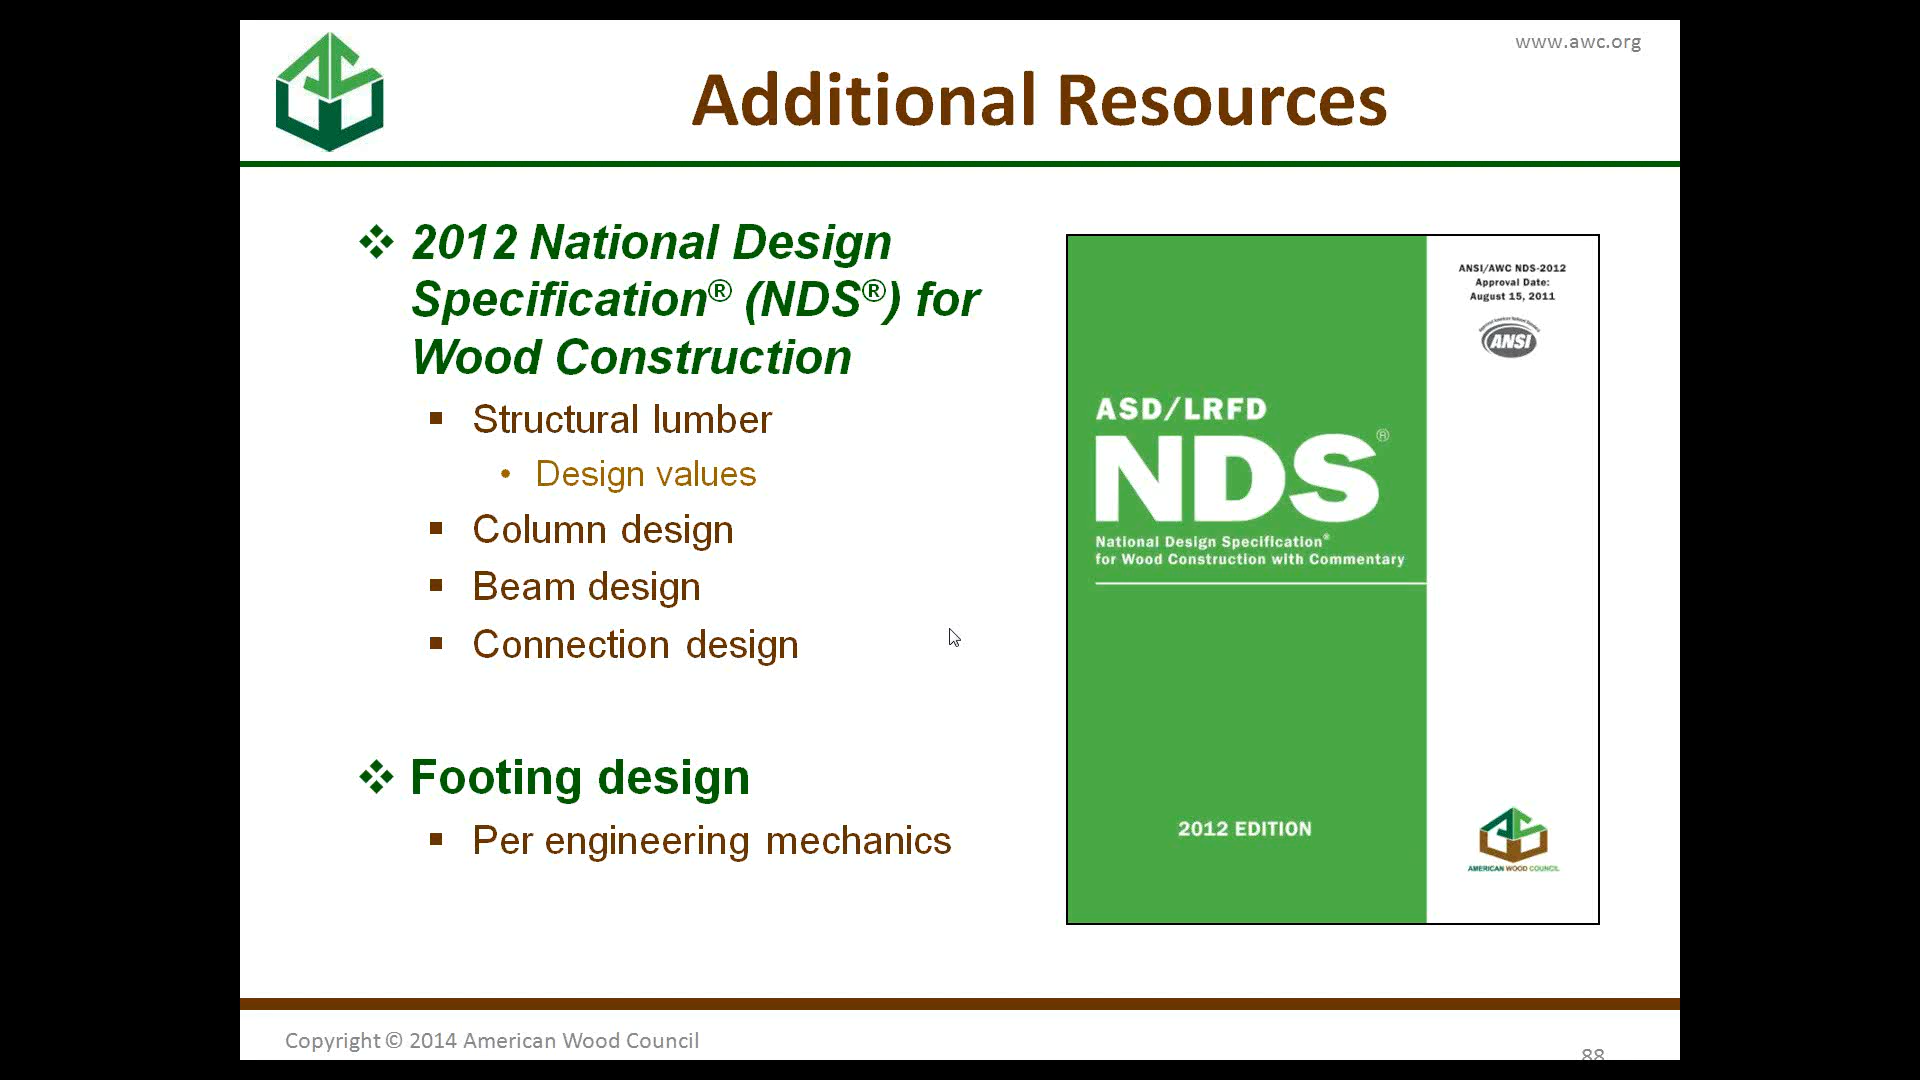 www.awc.org
Additional Resources
2012 National Design
Specification® (NDS®) for
Wood Construction
Structural lumber
Design values
Column design
Beam design
Connection design
Footing design
Per engineering mechanics
ANSI/AWC NDS-2012
Approval Date:
August 15, 2011
ANSI
ASD/LRFD
NDS®
National Design Specification®
for Wood Construction with Commentary
2012 EDITION
AMERICAN WOOD COUNCIL
Copyright © 2014 American Wood Council
88